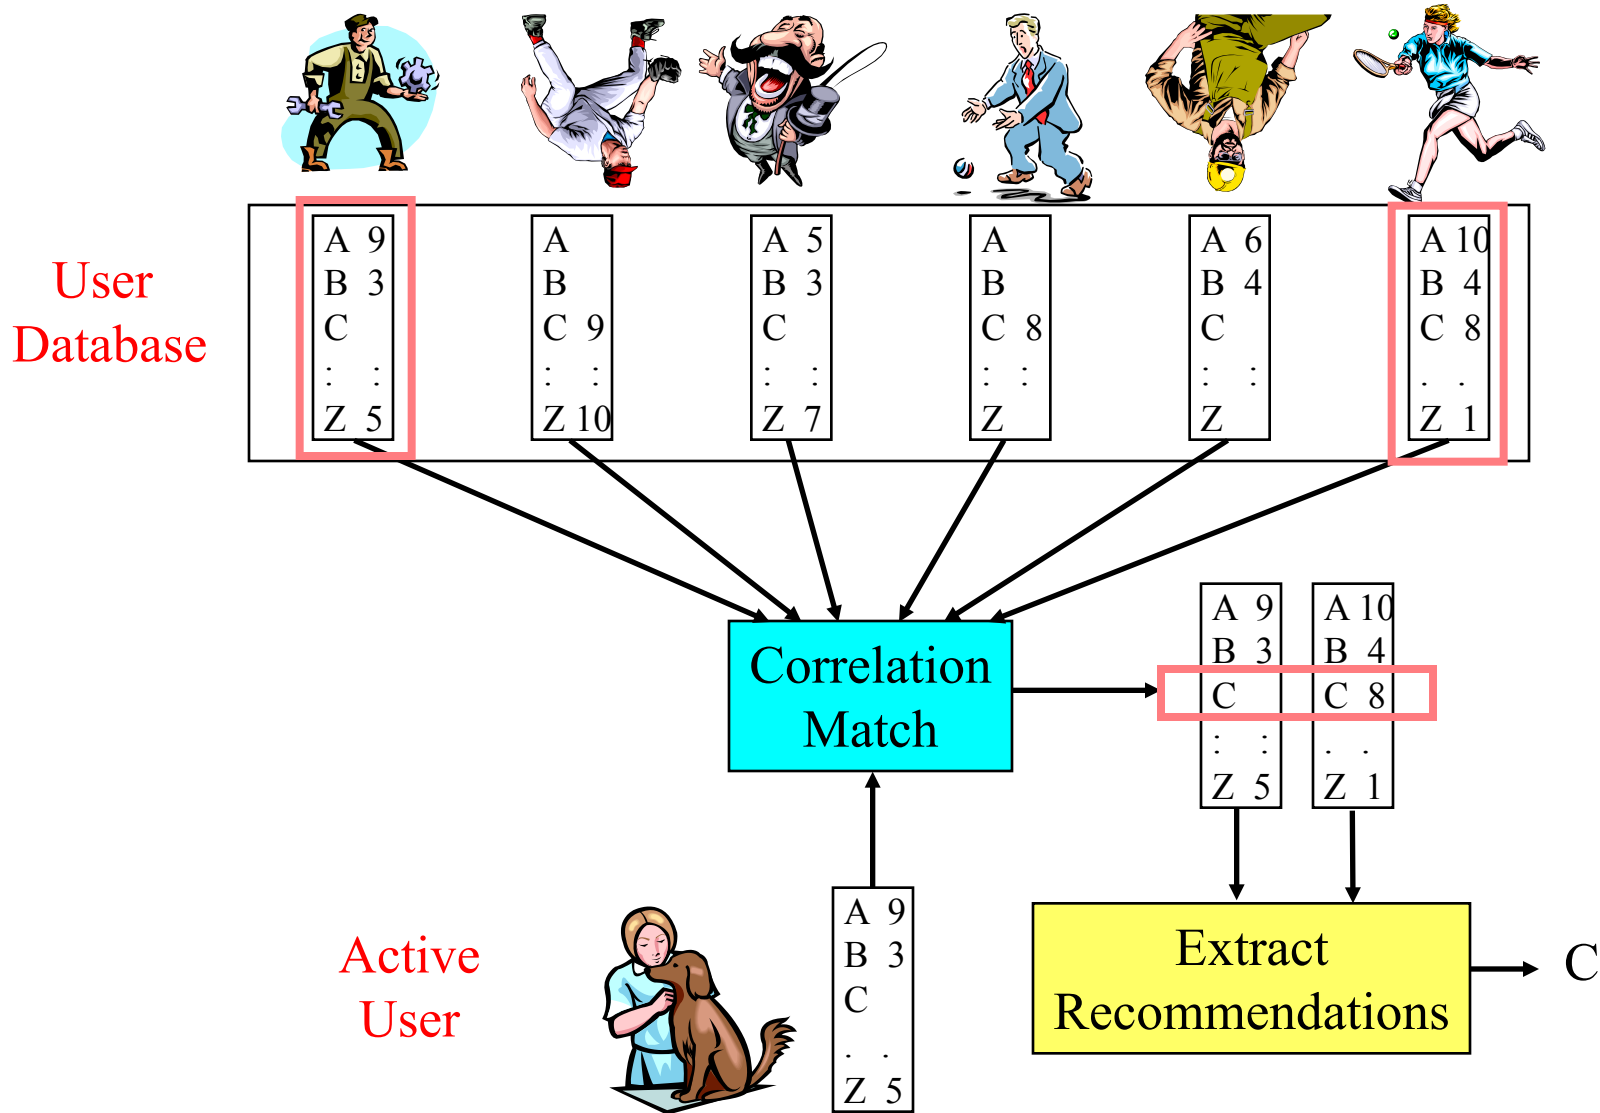 User
Database
A 9
B 3
C
: :
Z 5
A
B
C 9
: :
Z 10
A 5
B 3
C
: :
Z 7
A
B
C 8
: :
Z
A 6
B 4
C
: :
Z
A 10
B 4
C 8
. .
Z 1
Correlation
Match
A 9
B 3
C
: :
Z 5
A 10
B 4
C 8
. .
Z 1
Active
User
A 9
B 3
C
. .
Z 5
Extract
Recommendations
C